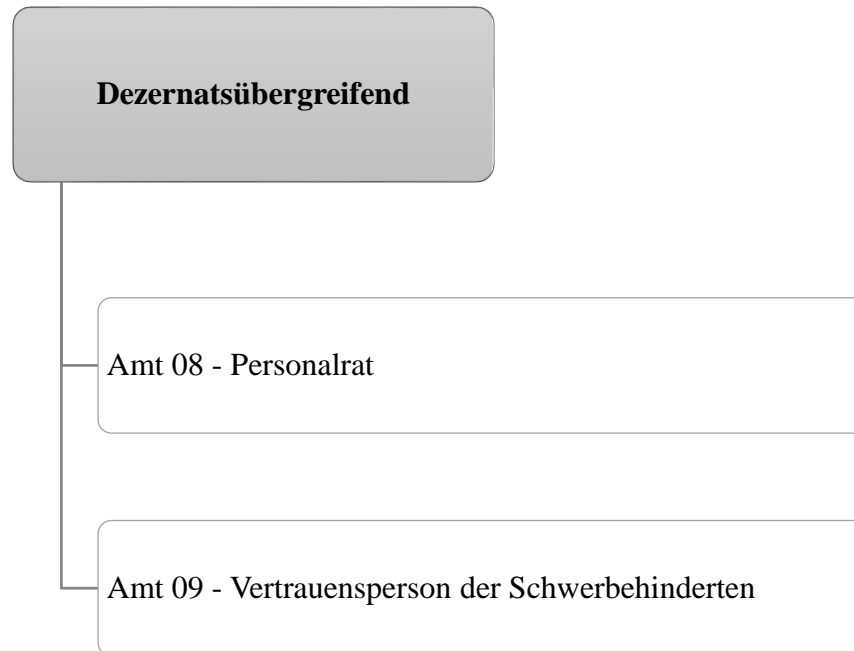 Dezernatsübergreifend
Amt 08 - Personalrat
Amt 09 - Vertrauensperson der Schwerbehinderten